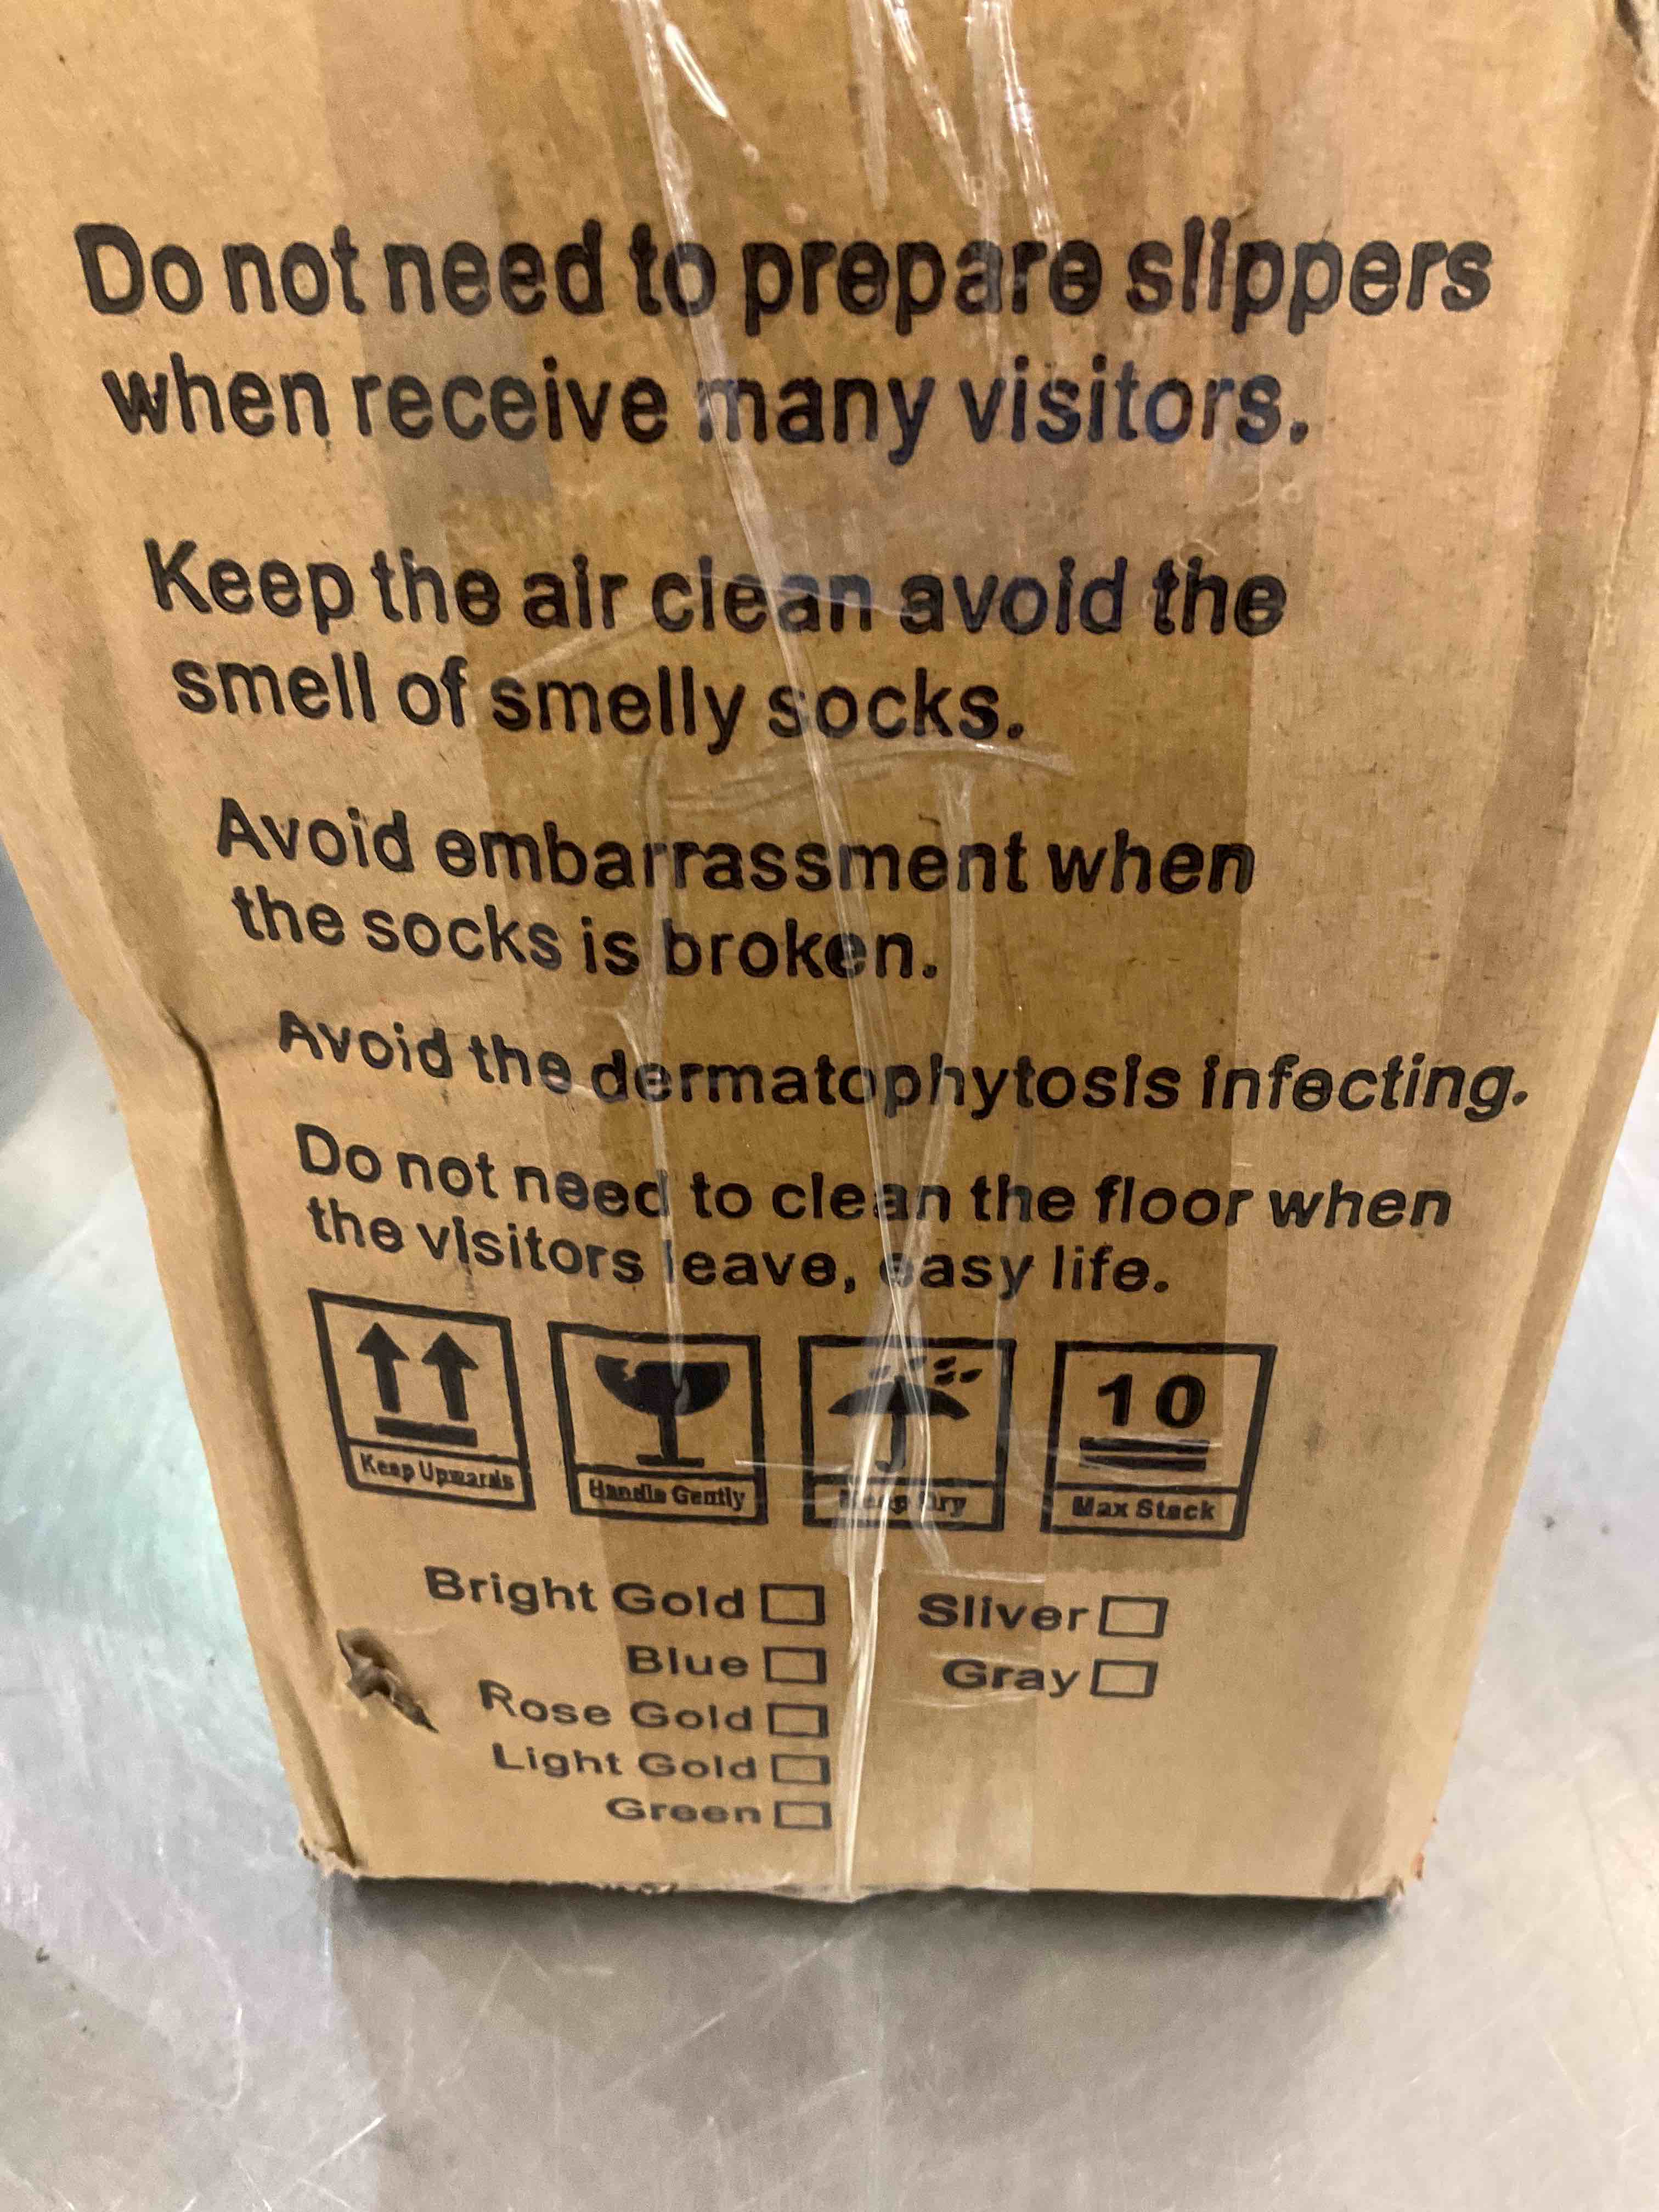 Do not need to prepare slippers
when receive many visitors.
Keep the air clean avoid the
smell of smelly socks.
Avoid embarrassment when
the socks is broken.
Avoid the dermatophytosis infecting.
Do not need to clean the floor when
the visitors leave, easy life.
10
Keep Upwards
Handle Gently
Keep Dry
Max Stack
Bright Gold
Sliver
Blue
Gray
Rose Gold
Light Gold
Green